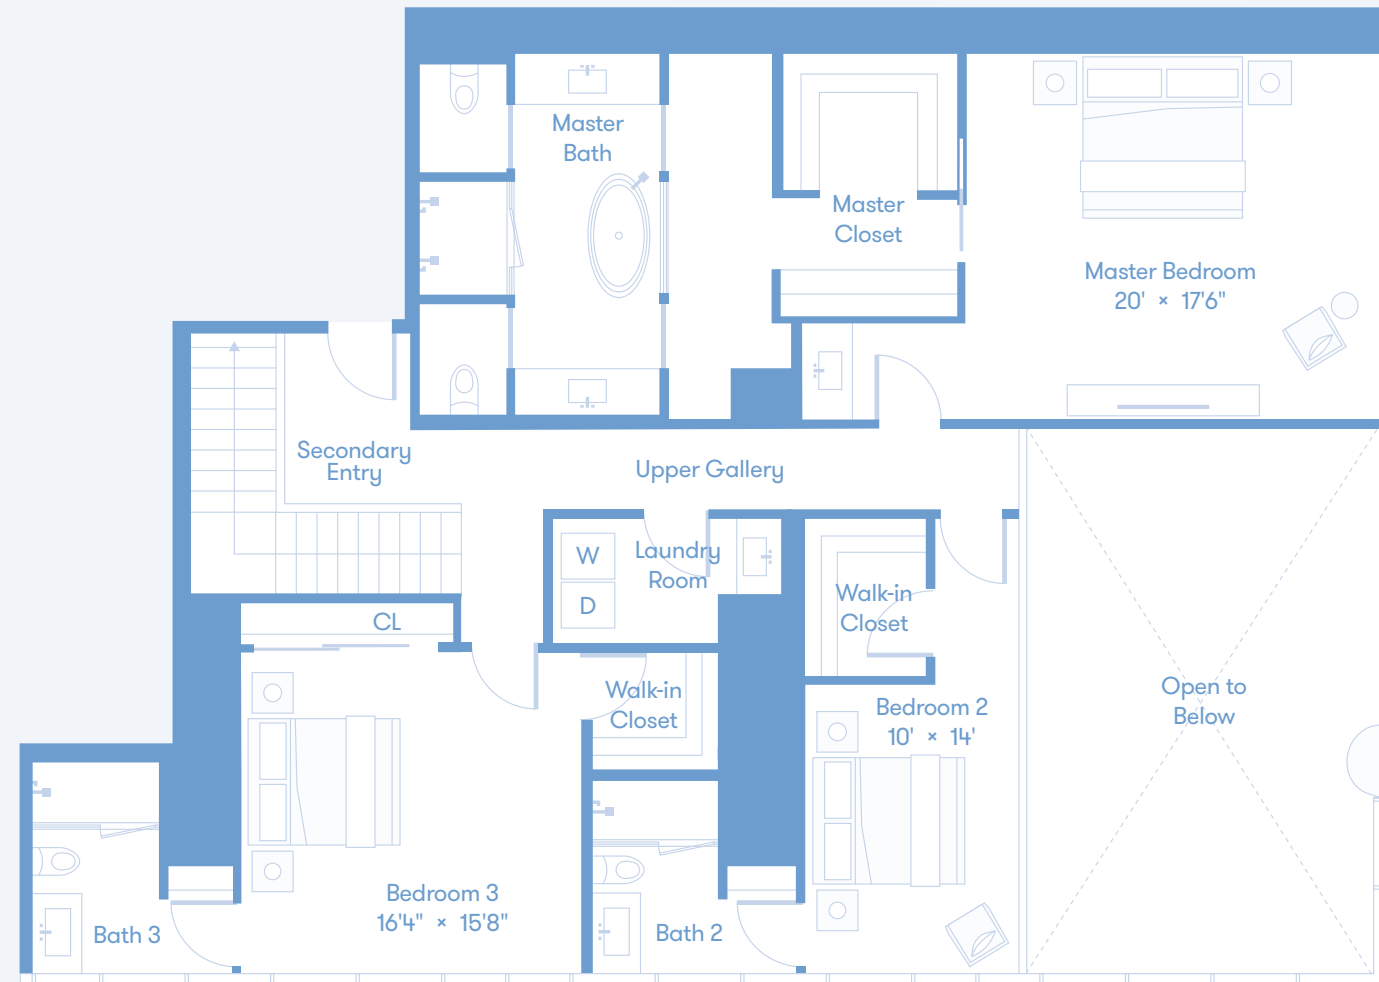 Master
Bath
Master
Closet
Master Bedroom
20' × 17'6"
Secondary
Entry
Upper Gallery
W
D
Laundry
Room
Walk-in
Closet
CL
Walk-in
Closet
Bedroom 2
10' × 14'
Open to
Below
Bedroom 3
16'4" × 15'8"
Bath 3
Bath 2